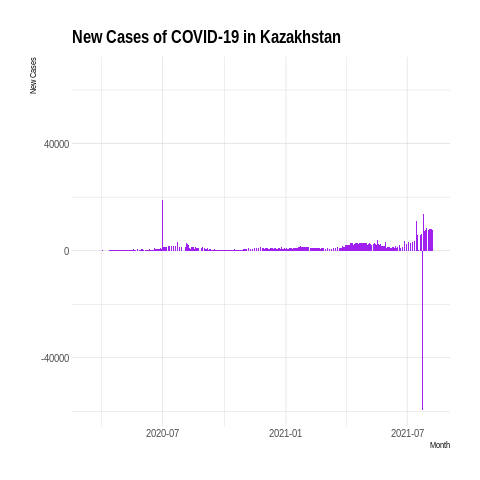 New Cases of COVID-19 in Kazakhstan
New Cases
40000
0
-40000
2020-07
2021-01
2021-07
Month